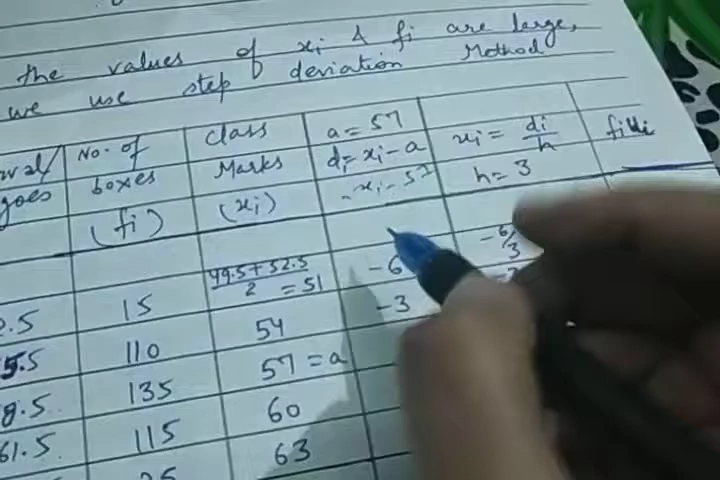 the values of xi & fi are large,
we use step deviation Method
No. of boxes (fi)
Class Marks (xi)
a = 57
di = xi - a
= xi - 57
xi = di/h
h = 3
fiui
49.5 + 52.5 / 2 = 51
-6
-6/3
2.5
15
54
-3
5.5
110
57 = a
8.5
135
60
61.5
115
63